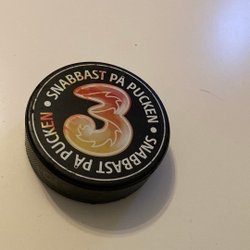 SNABBAST PÅ PUCKEN • SNABBAST PÅ PUCKEN •
3